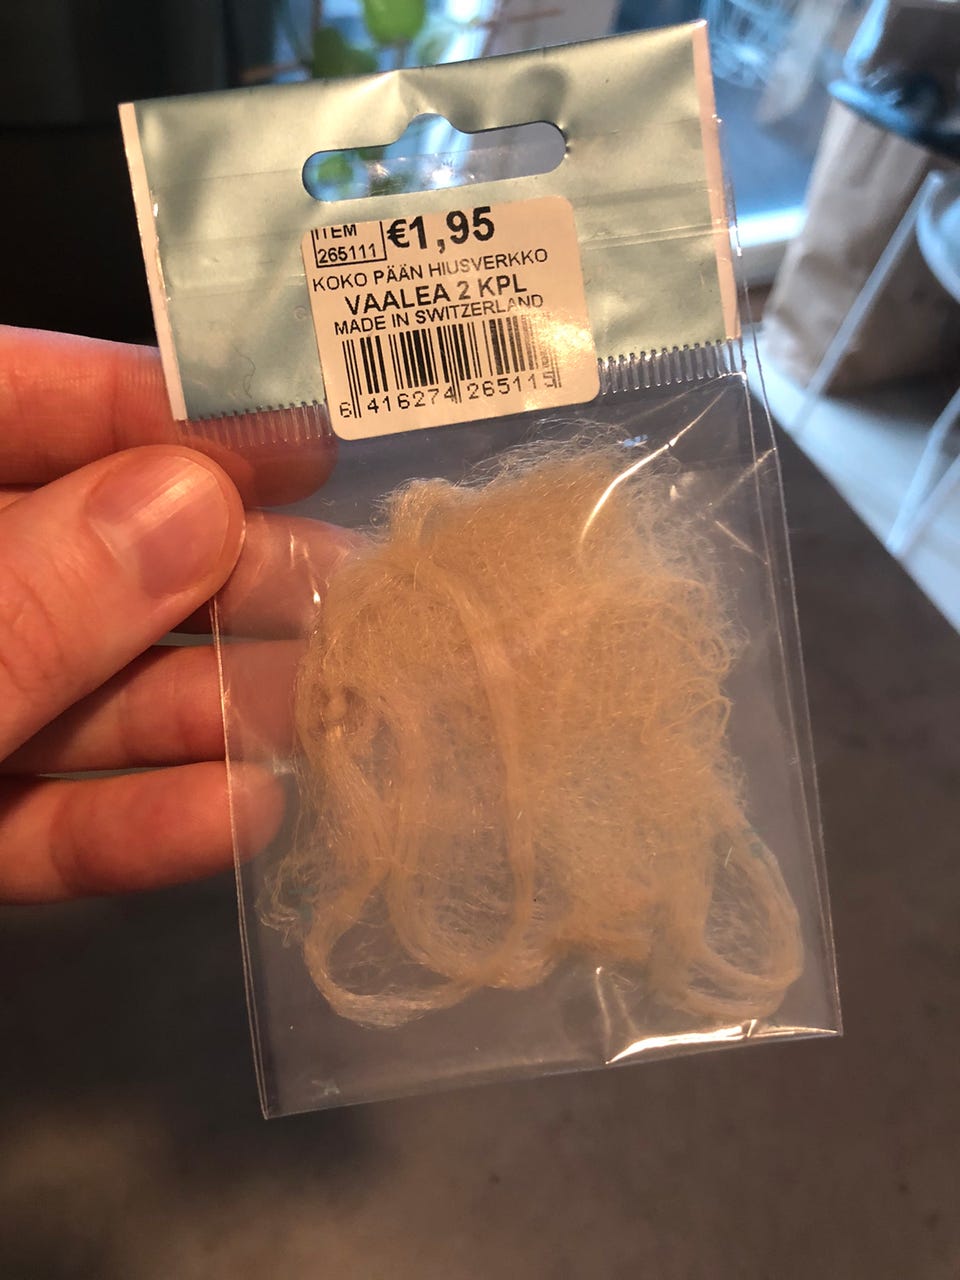 ITEM
265111
€1,95
KOKO PÄÄN HIUSVERKKO
VAALEA 2 KPL
MADE IN SWITZERLAND
6 416274 265115